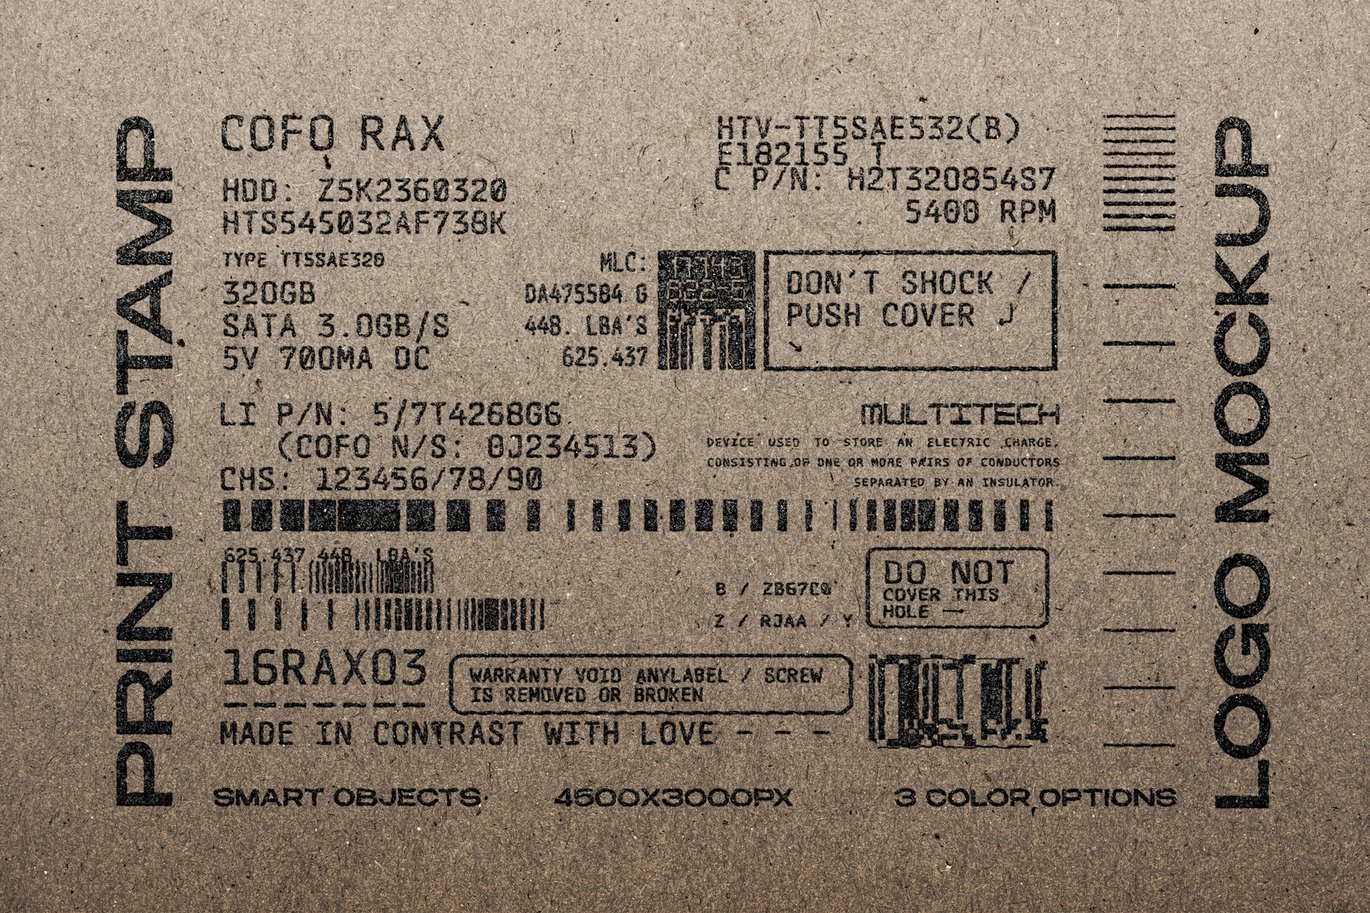 PRINT STAMP
COFO RAX
HDD: Z5K2360320
HTS545032AF738K
TYPE TT5SAE320
320GB
SATA 3.0GB/S
5V 700MA DC
MLC:
DA475584 G
448. LBA'S
625.437
HTV-TT5SAE532(B)
E182155 T
C P/N: H2T320854S7
5400 RPM
DON'T SHOCK /
PUSH COVER
LI P/N: 5/7T4268G6
(COFO N/S: 0J234513)
CHS: 123456/78/90
MULTITECH
DEVICE USED TO STORE AN ELECTRIC CHARGE,
CONSISTING OF ONE OR MORE PAIRS OF CONDUCTORS
SEPARATED BY AN INSULATOR.
625.437 448. LBA'S
B / ZB67C0
Z / RJAA / Y
DO NOT
COVER THIS
HOLE →
16RAX03
WARRANTY VOID ANYLABEL / SCREW
IS REMOVED OR BROKEN
MADE IN CONTRAST WITH LOVE - - -
SMART OBJECTS
4500X3000PX
3 COLOR OPTIONS
LOGO MOCKUP